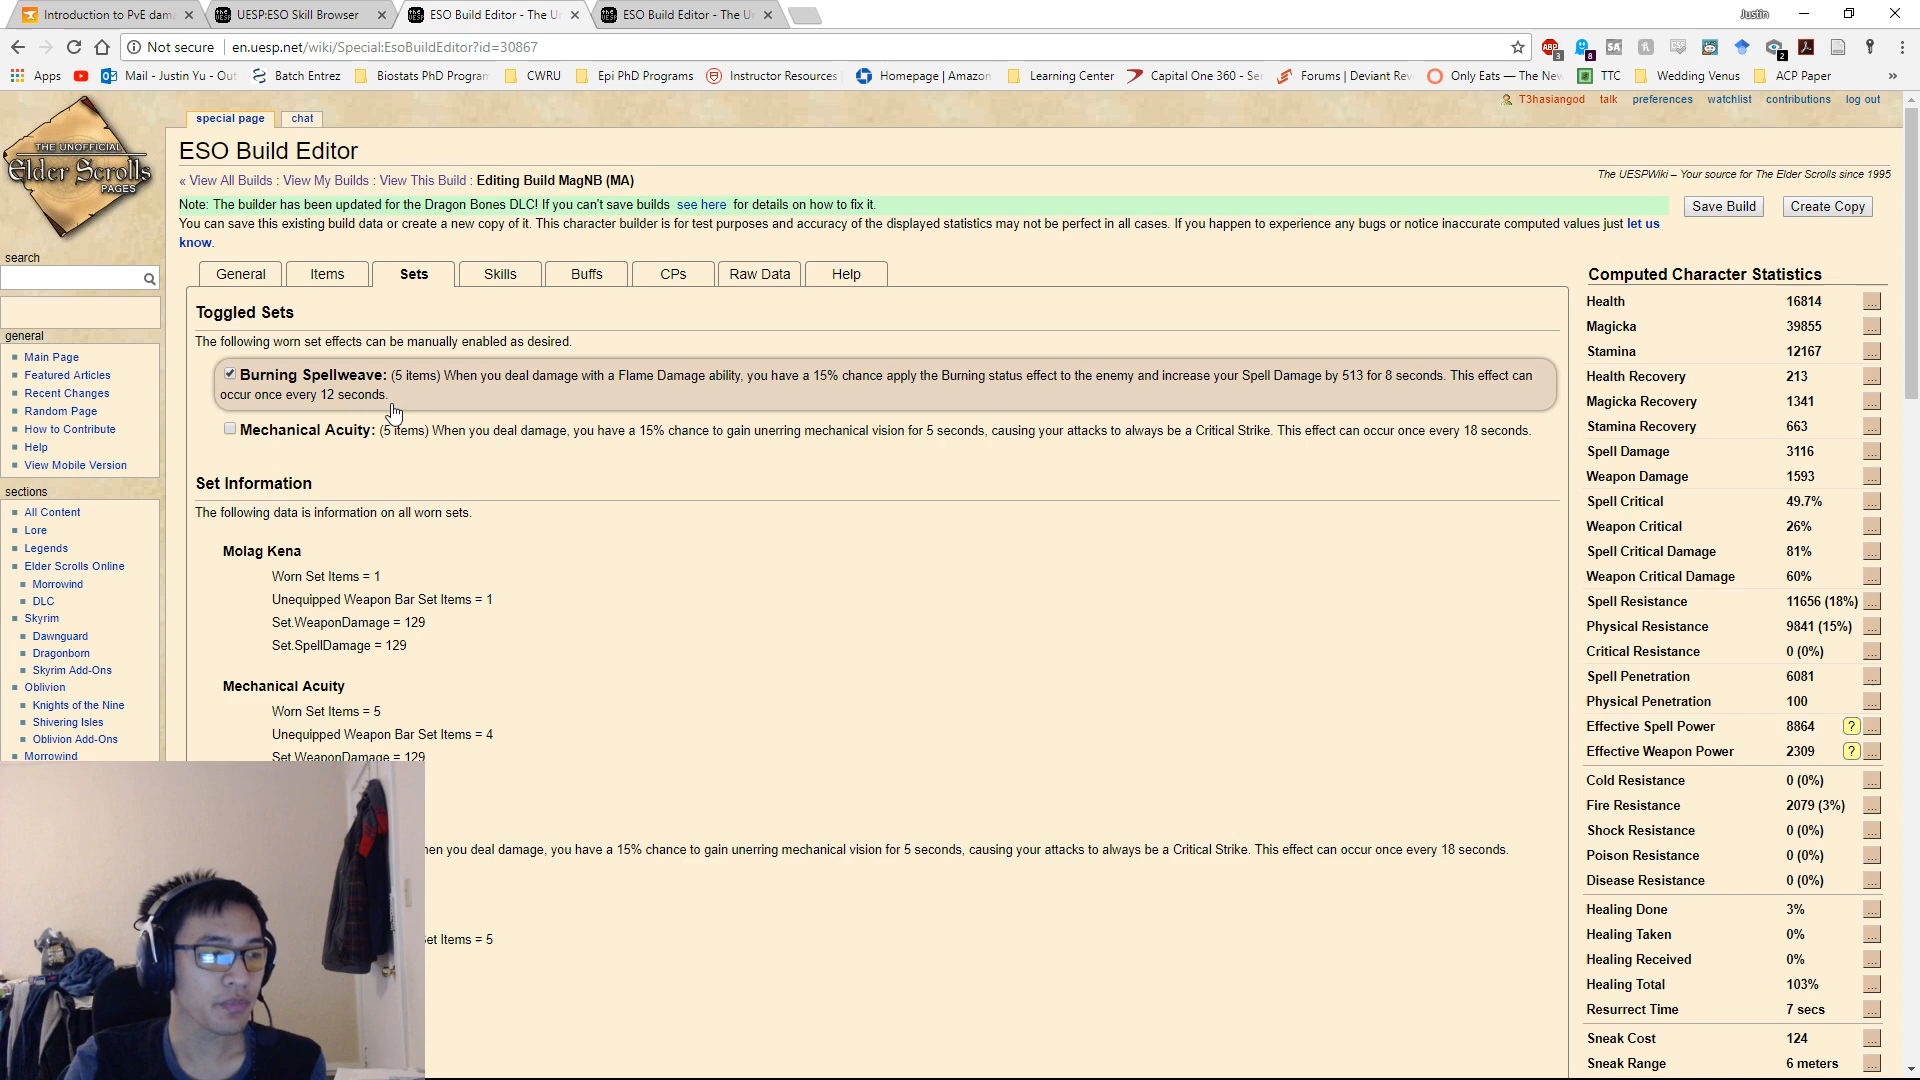 Introduction to PvE dam
UESP:ESO Skill Browser
ESO Build Editor - The U
ESO Build Editor - The U
Justin
Not secure
en.uesp.net/wiki/Special:EsoBuildEditor?id=30867
Apps
Mail - Justin Yu - Out
Batch Entrez
Biostats PhD Program
CWRU
Epi PhD Programs
Instructor Resources
Homepage | Amazon
Learning Center
Capital One 360 - Se
Forums | Deviant Rev
Only Eats — The New
TTC
Wedding Venus
ACP Paper
T3hasiangod
talk
preferences
watchlist
contributions
log out
THE UNOFFICIAL
Elder Scrolls
PAGES
special page
chat
ESO Build Editor
« View All Builds : View My Builds : View This Build : Editing Build MagNB (MA)
The UESPWiki – Your source for The Elder Scrolls since 1995
Note: The builder has been updated for the Dragon Bones DLC! If you can't save builds see here for details on how to fix it.
Save Build
Create Copy
You can save this existing build data or create a new copy of it. This character builder is for test purposes and accuracy of the displayed statistics may not be perfect in all cases. If you happen to experience any bugs or notice inaccurate computed values just let us
know.
search
general
Main Page
Featured Articles
Recent Changes
Random Page
How to Contribute
Help
View Mobile Version
sections
All Content
Lore
Legends
Elder Scrolls Online
Morrowind
DLC
Skyrim
Dawnguard
Dragonborn
Skyrim Add-Ons
Oblivion
Knights of the Nine
Shivering Isles
Oblivion Add-Ons
Morrowind
General
Items
Sets
Skills
Buffs
CPs
Raw Data
Help
Toggled Sets
The following worn set effects can be manually enabled as desired.
Burning Spellweave: (5 items) When you deal damage with a Flame Damage ability, you have a 15% chance apply the Burning status effect to the enemy and increase your Spell Damage by 513 for 8 seconds. This effect can
occur once every 12 seconds.
Mechanical Acuity: (5 items) When you deal damage, you have a 15% chance to gain unerring mechanical vision for 5 seconds, causing your attacks to always be a Critical Strike. This effect can occur once every 18 seconds.
Set Information
The following data is information on all worn sets.
Molag Kena
Worn Set Items = 1
Unequipped Weapon Bar Set Items = 1
Set.WeaponDamage = 129
Set.SpellDamage = 129
Mechanical Acuity
Worn Set Items = 5
Unequipped Weapon Bar Set Items = 4
Set.WeaponDamage = 129
en you deal damage, you have a 15% chance to gain unerring mechanical vision for 5 seconds, causing your attacks to always be a Critical Strike. This effect can occur once every 18 seconds.
et Items = 5
Computed Character Statistics
Health 16814 ...
Magicka 39855 ...
Stamina 12167 ...
Health Recovery 213 ...
Magicka Recovery 1341 ...
Stamina Recovery 663 ...
Spell Damage 3116 ...
Weapon Damage 1593 ...
Spell Critical 49.7% ...
Weapon Critical 26% ...
Spell Critical Damage 81% ...
Weapon Critical Damage 60% ...
Spell Resistance 11656 (18%) ...
Physical Resistance 9841 (15%) ...
Critical Resistance 0 (0%) ...
Spell Penetration 6081 ...
Physical Penetration 100 ...
Effective Spell Power 8864 ? ...
Effective Weapon Power 2309 ? ...
Cold Resistance 0 (0%) ...
Fire Resistance 2079 (3%) ...
Shock Resistance 0 (0%) ...
Poison Resistance 0 (0%) ...
Disease Resistance 0 (0%) ...
Healing Done 3% ...
Healing Taken 0% ...
Healing Received 0% ...
Healing Total 103% ...
Resurrect Time 7 secs ...
Sneak Cost 124 ...
Sneak Range 6 meters ...